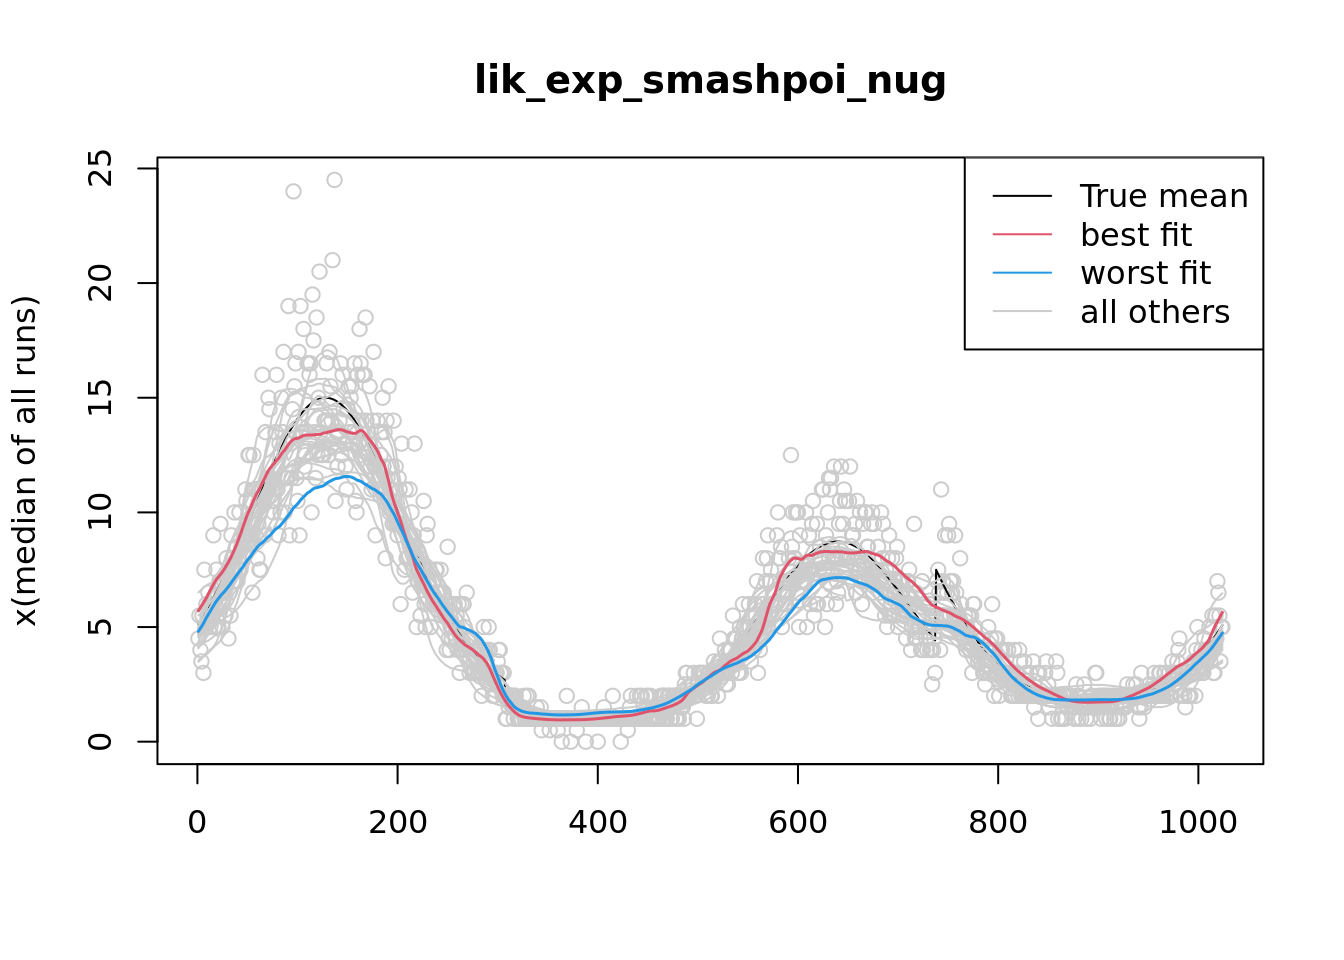 lik_exp_smashpoi_nug
x(median of all runs)
25
20
15
10
5
0
True mean
best fit
worst fit
all others
0 200 400 600 800 1000